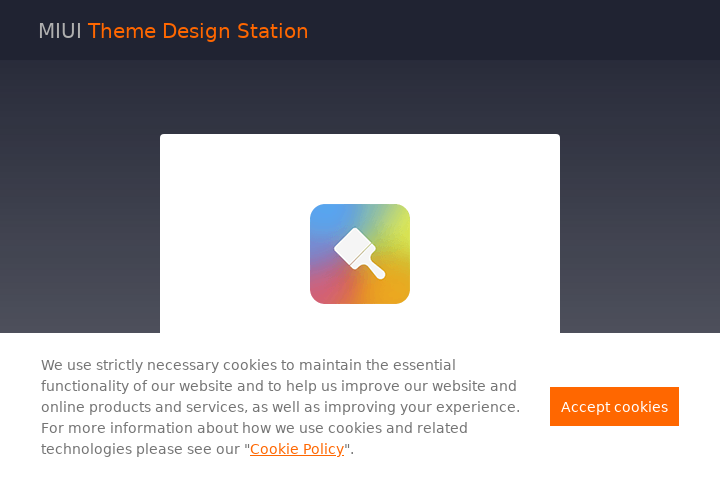 MIUI Theme Design Station
We use strictly necessary cookies to maintain the essential
functionality of our website and to help us improve our website and
online products and services, as well as improving your experience.
For more information about how we use cookies and related
technologies please see our "Cookie Policy".
Accept cookies